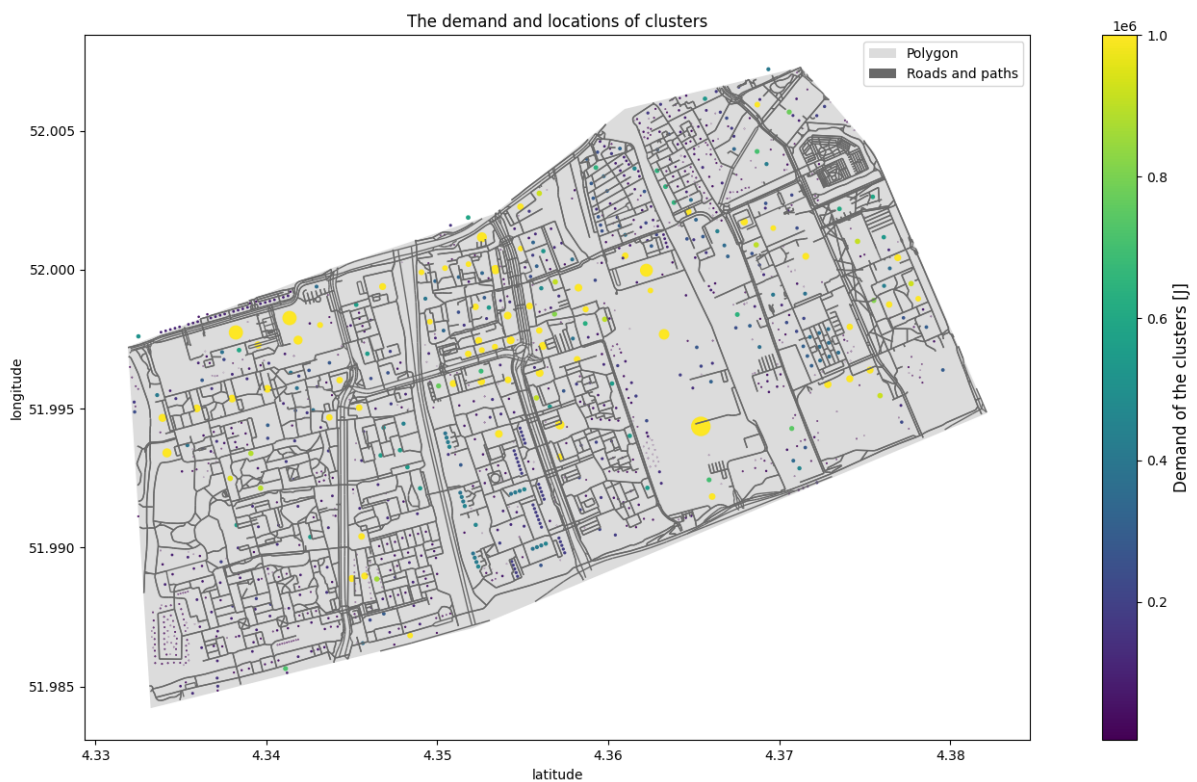 The demand and locations of clusters
1e6
Polygon
Roads and paths
52.005
52.000
51.995
51.990
51.985
longitude
4.33
4.34
4.35
4.36
4.37
4.38
latitude
1.0
0.8
0.6
0.4
0.2
Demand of the clusters [J]